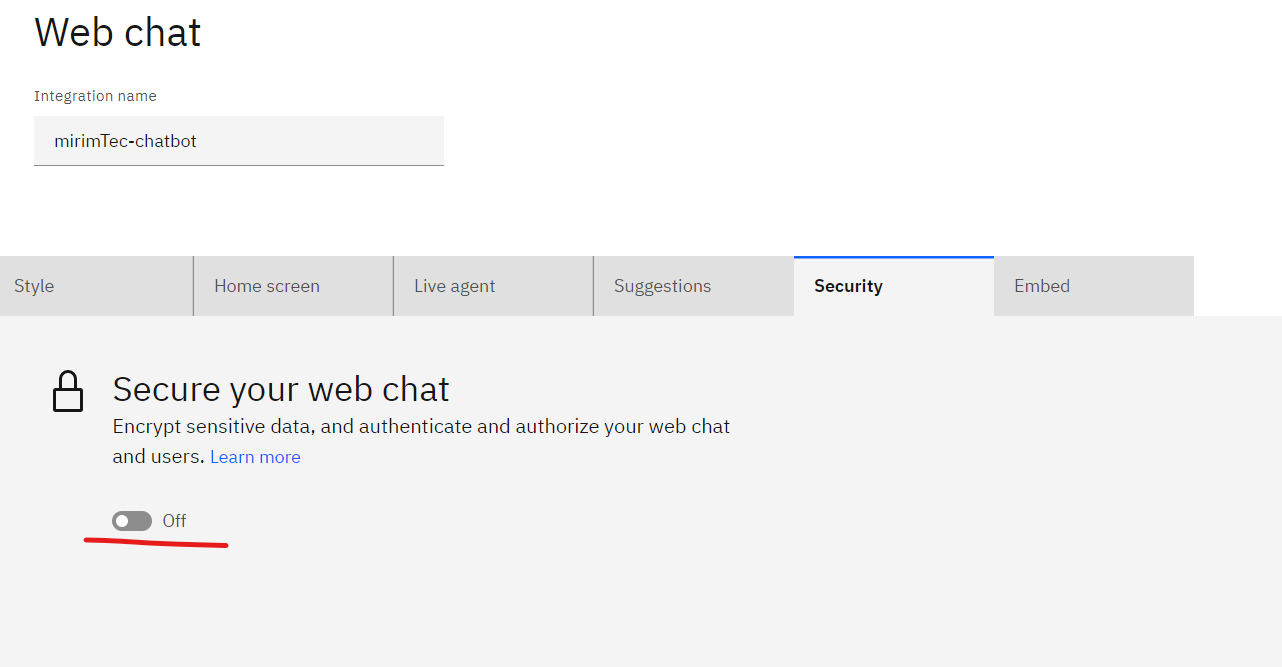 Web chat
Integration name
mirimTec-chatbot
Style
Home screen
Live agent
Suggestions
Security
Embed
Secure your web chat
Encrypt sensitive data, and authenticate and authorize your web chat
and users. Learn more
Off